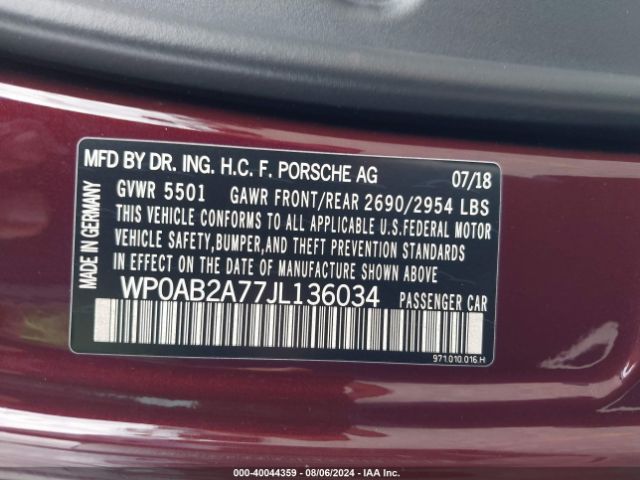 MFD BY DR. ING. H.C. F. PORSCHE AG 07/18
GVWR 5501 GAWR FRONT/REAR 2690/2954 LBS
THIS VEHICLE CONFORMS TO ALL APPLICABLE U.S.FEDERAL MOTOR
VEHICLE SAFETY,BUMPER,AND THEFT PREVENTION STANDARDS
IN EFFECT ON THE DATE OF MANUFACTURE SHOWN ABOVE.
WP0AB2A77JL136034 PASSENGER CAR
MADE IN GERMANY
971.010.016.H
000-40044359 - 08/06/2024 - IAA Inc.